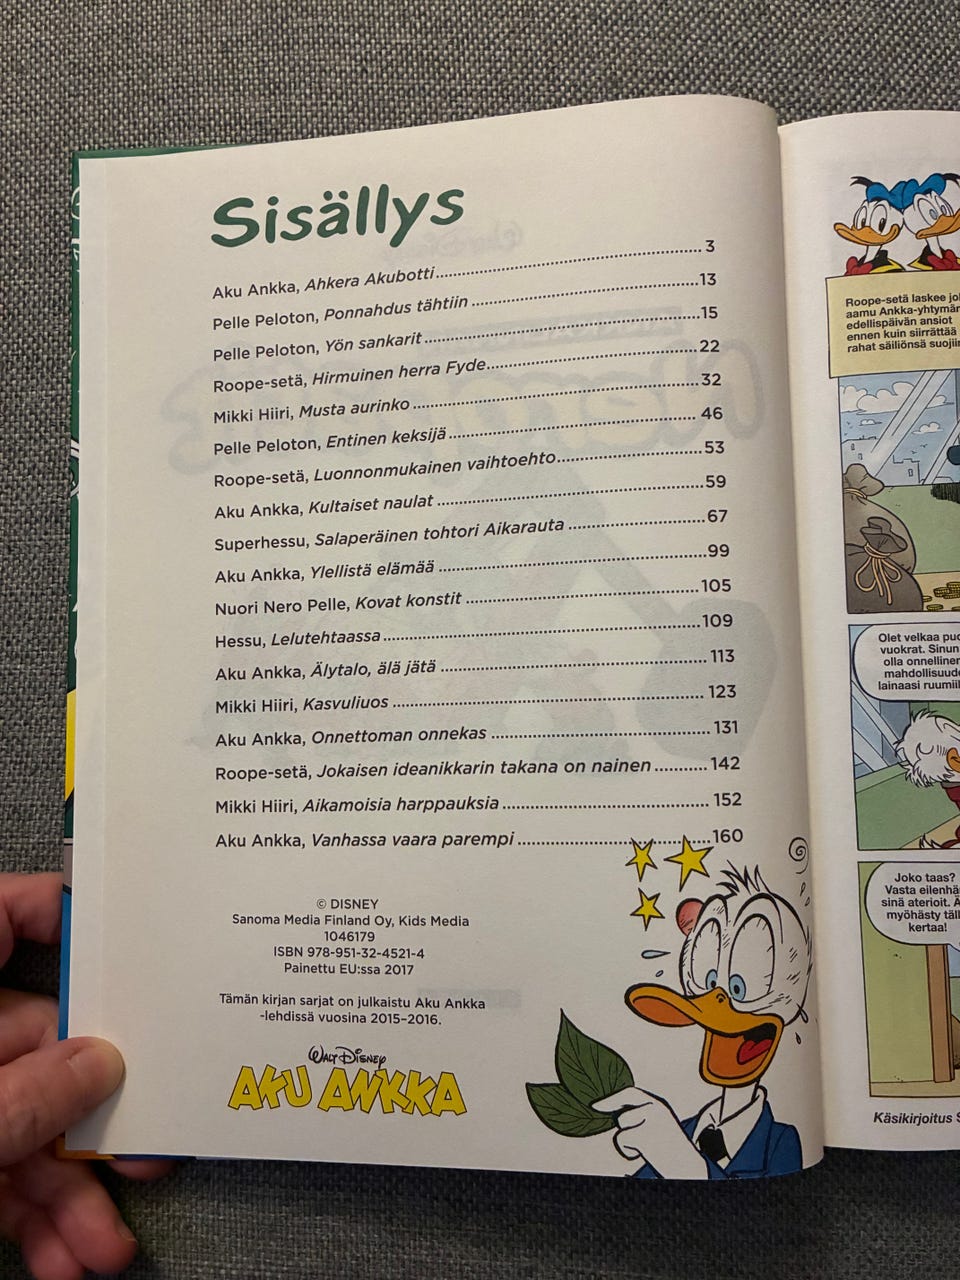 Sisällys
Aku Ankka, Ahkera Akubotti........................ 3
Pelle Peloton, Ponnahdus tähtiin ........................13
Pelle Peloton, Yön sankarit ........................15
Roope-setä, Hirmuinen herra Fyde........................ 22
Mikki Hiiri, Musta aurinko ........................32
Pelle Peloton, Entinen keksijä........................ 46
Roope-setä, Luonnonmukainen vaihtoehto........................53
Aku Ankka, Kultaiset naulat ........................59
Superhessu, Salaperäinen tohtori Aikarauta ........................67
Aku Ankka, Ylellistä elämää ........................99
Nuori Nero Pelle, Kovat konstit ........................105
Hessu, Lelutehtaassa........................109
Aku Ankka, Älytalo, älä jätä ........................113
Mikki Hiiri, Kasvuliuos ........................123
Aku Ankka, Onnettoman onnekas ........................131
Roope-setä, Jokaisen ideanikkarin takana on nainen ........... 142
Mikki Hiiri, Aikamoisia harppauksia ........................ 152
Aku Ankka, Vanhassa vaara parempi ........................160
© DISNEY
Sanoma Media Finland Oy, Kids Media
1046179
ISBN 978-951-32-4521-4
Painettu EU:ssa 2017
Tämän kirjan sarjat on julkaistu Aku Ankka
-lehdissä vuosina 2015–2016.
WALT DISNEY
AKU ANKKA
Roope-setä laskee
aamu
edellispäivän ansiot
ennen kuin siirrättää
rahat säiliönsä
Olet velkaa
vuokrat. Sinun
olla
lainaasi
Joko taas?
Vasta
sinä aterioit.
myöhästy
kertaa!
Käsikirjoitus